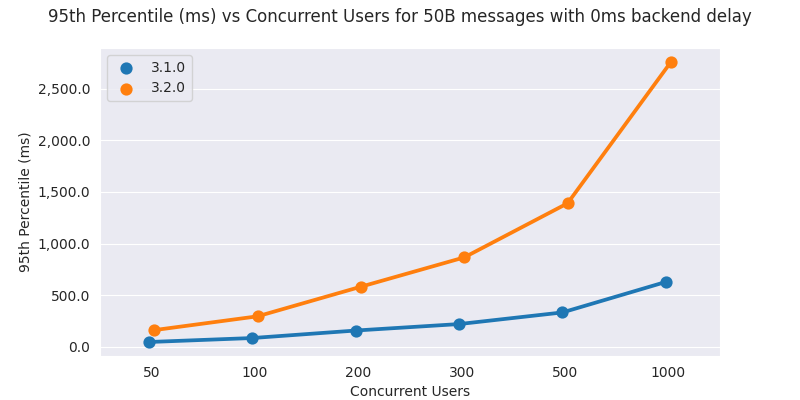 95th Percentile (ms) vs Concurrent Users for 50B messages with 0ms backend delay
3.1.0
3.2.0
95th Percentile (ms)
2,500.0
2,000.0
1,500.0
1,000.0
500.0
0.0
50 100 200 300 500 1000
Concurrent Users